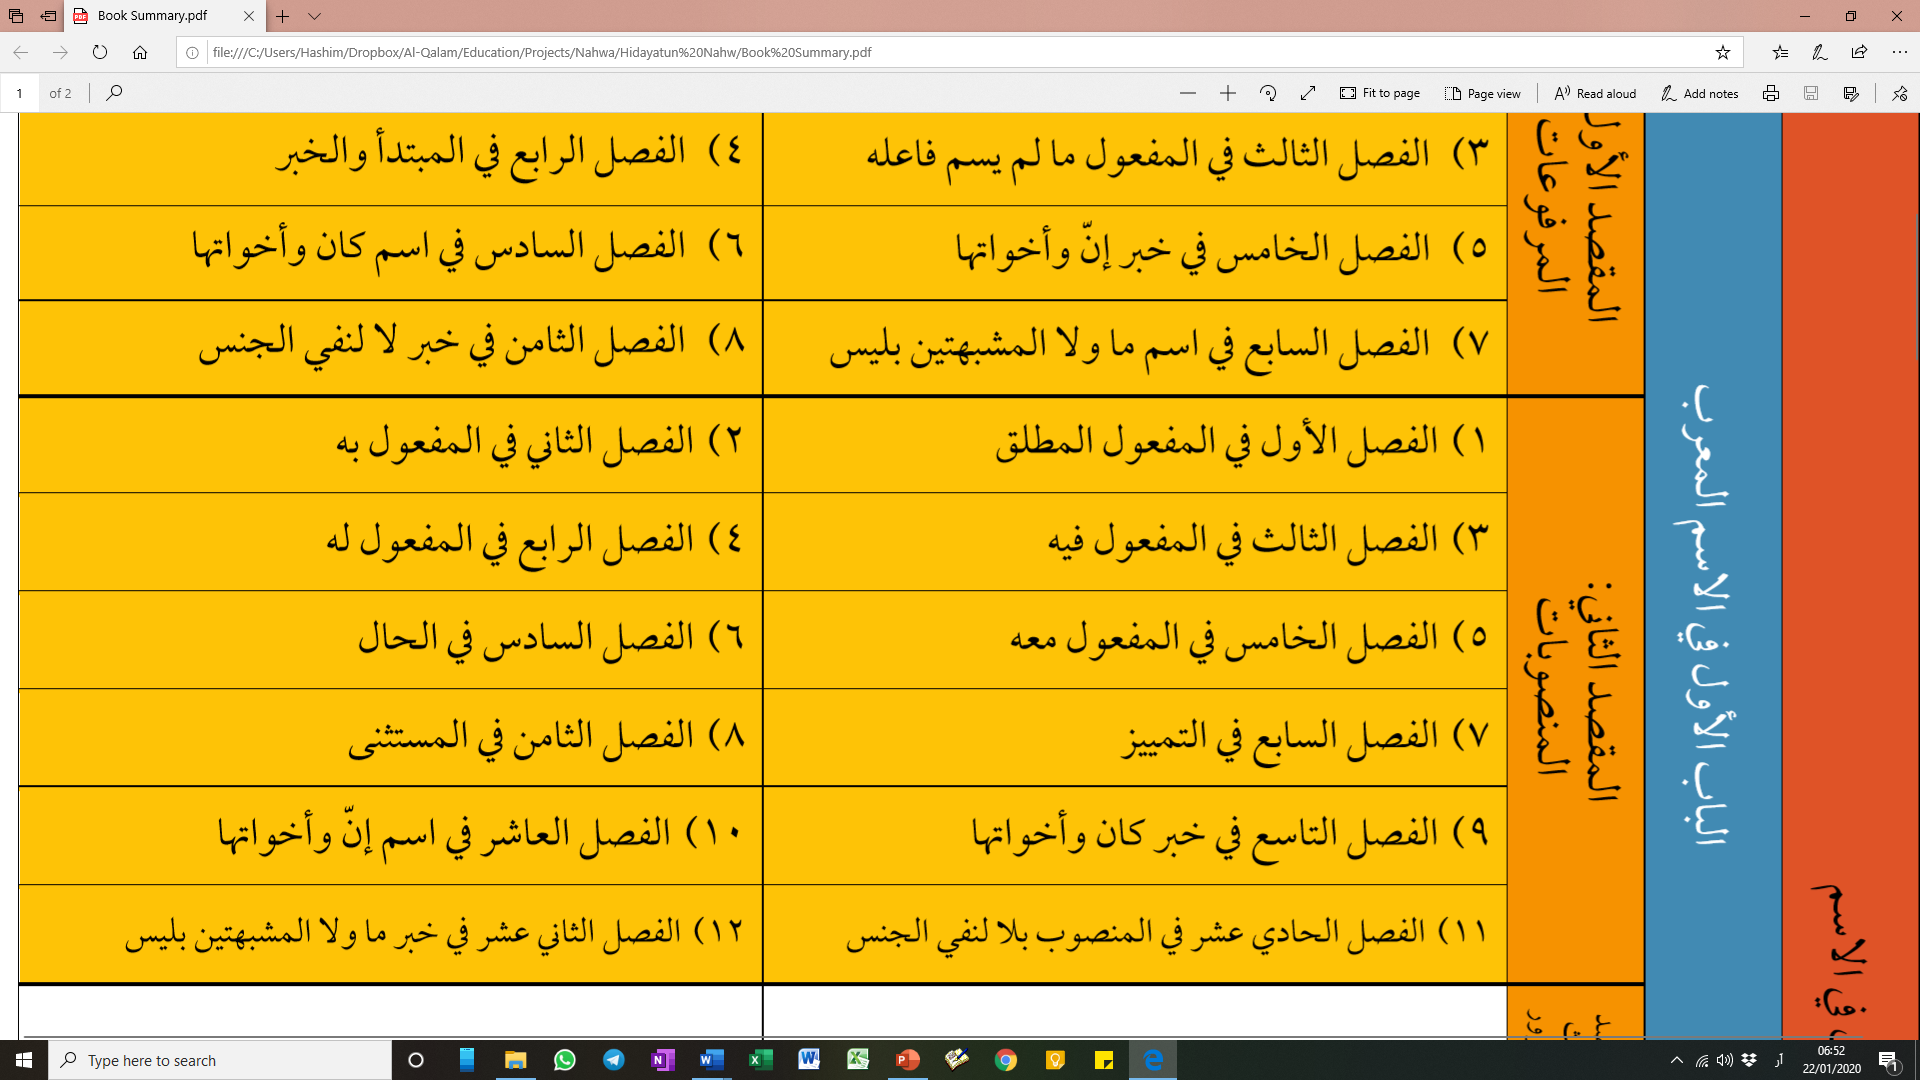 Book Summary.pdf
file:///C:/Users/Hashim/Dropbox/Al-Qalam/Education/Projects/Nahwa/Hidayatun%20Nahw/Book%20Summary.pdf
1 of 2
Fit to page
Page view
Read aloud
Add notes
المقصد الأول
المرفوعات
٣) الفصل الثالث في المفعول ما لم يسم فاعله
٤) الفصل الرابع في المبتدأ والخبر
٥) الفصل الخامس في خبر إنّ وأخواتها
٦) الفصل السادس في اسم كان وأخواتها
٧) الفصل السابع في اسم ما ولا المشبهتين بليس
٨) الفصل الثامن في خبر لا لنفي الجنس
الباب الأول في الاسم المعرب
المقصد الثاني:
المنصوبات
١) الفصل الأول في المفعول المطلق
٢) الفصل الثاني في المفعول به
٣) الفصل الثالث في المفعول فيه
٤) الفصل الرابع في المفعول له
٥) الفصل الخامس في المفعول معه
٦) الفصل السادس في الحال
٧) الفصل السابع في التمييز
٨) الفصل الثامن في المستثنى
٩) الفصل التاسع في خبر كان وأخواتها
١٠) الفصل العاشر في اسم إنّ وأخواتها
١١) الفصل الحادي عشر في المنصوب بلا لنفي الجنس
١٢) الفصل الثاني عشر في خبر ما ولا المشبهتين بليس
في الاسم
Type here to search
06:52
22/01/2020